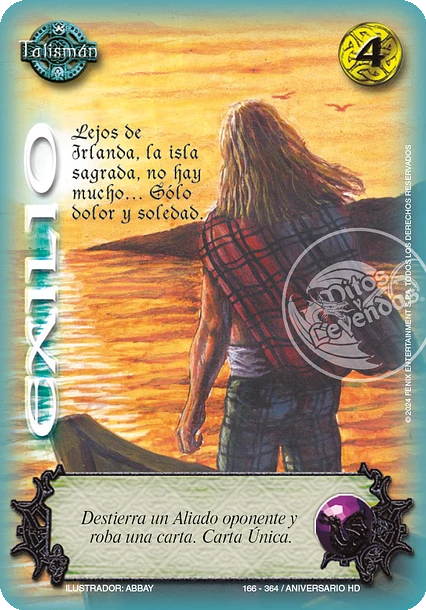 Talismán
4
Lejos de
Irlanda, la isla
sagrada, no hay
mucho... Sólo
dolor y soledad.
EXILIO
Mitos
y
Leyendas
© 2024 FENIX ENTERTAINMENT S.P.A. TODOS LOS DERECHOS RESERVADOS
Destierra un Aliado oponente y
roba una carta. Carta Única.
ILUSTRADOR: ABBAY
166 - 364 / ANIVERSARIO HD